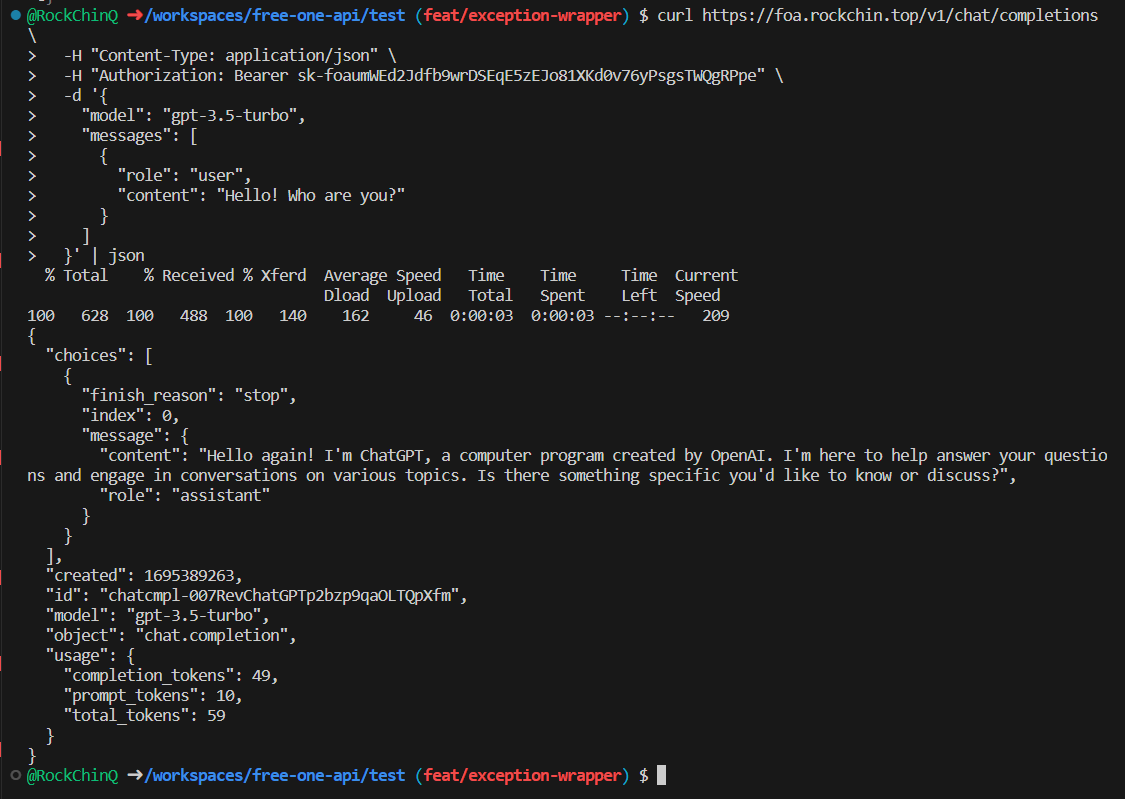 @RockChinQ ➜/workspaces/free-one-api/test (feat/exception-wrapper) $ curl https://foa.rockchin.top/v1/chat/completions
\
>   -H "Content-Type: application/json" \
>   -H "Authorization: Bearer sk-foaumWEd2Jdfb9wrDSEqE5zEJo81XKd0v76yPsgsTWQgRPpe" \
>   -d '{
>     "model": "gpt-3.5-turbo",
>     "messages": [
>       {
>         "role": "user",
>         "content": "Hello! Who are you?"
>       }
>     ]
>   }' | json
  % Total    % Received % Xferd  Average Speed   Time    Time     Time  Current
                                 Dload  Upload   Total   Spent    Left  Speed
100   628  100   488  100   140    162     46  0:00:03  0:00:03 --:--:--   209
{
  "choices": [
    {
      "finish_reason": "stop",
      "index": 0,
      "message": {
        "content": "Hello again! I'm ChatGPT, a computer program created by OpenAI. I'm here to help answer your questio
ns and engage in conversations on various topics. Is there something specific you'd like to know or discuss?",
        "role": "assistant"
      }
    }
  ],
  "created": 1695389263,
  "id": "chatcmpl-007RevChatGPTp2bzp9qaOLTQpXfm",
  "model": "gpt-3.5-turbo",
  "object": "chat.completion",
  "usage": {
    "completion_tokens": 49,
    "prompt_tokens": 10,
    "total_tokens": 59
  }
}
@RockChinQ ➜/workspaces/free-one-api/test (feat/exception-wrapper) $